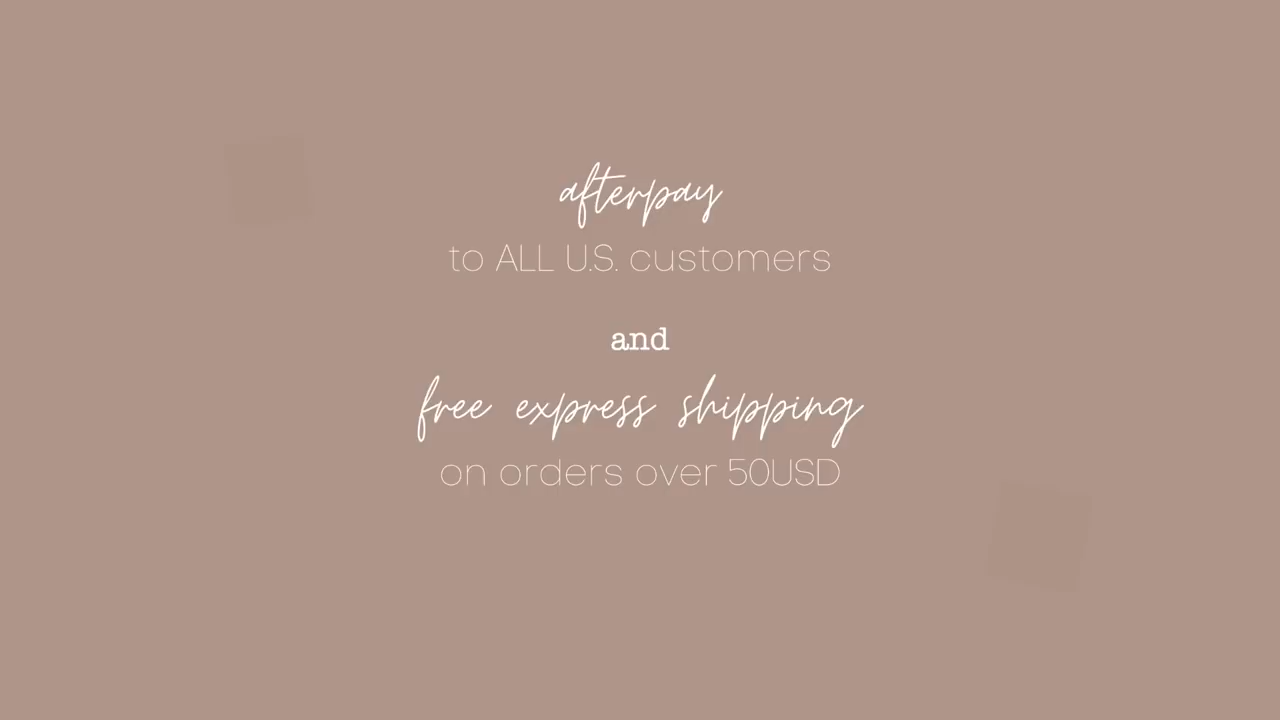 afterpay
to ALL U.S. customers
and
free express shipping
on orders over 50USD